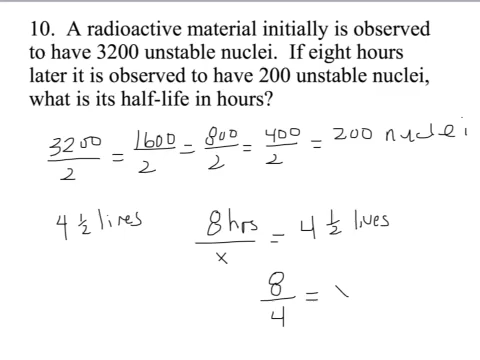 10. A radioactive material initially is observed
to have 3200 unstable nuclei. If eight hours
later it is observed to have 200 unstable nuclei,
what is its half-life in hours?
3200/2 = 1600/2 = 800/2 = 400/2 = 200 nuclei
4 ½ lives 8 hrs/x = 4 ½ lives
8/4 =